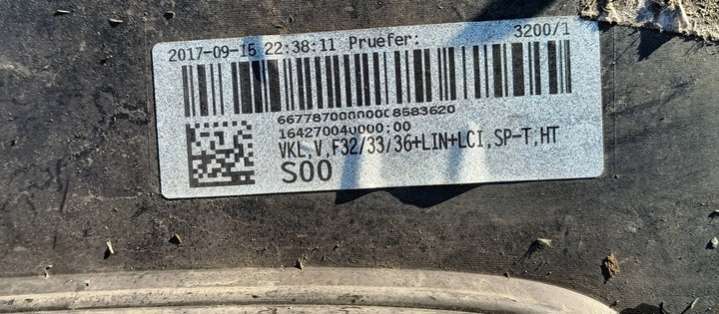 2017-09-15 22:38:11 Pruefer: 3200/1
66778700000008583620
164270040000:00
VKL,V,F32/33/36+LIN+LCI,SP-T,HT
S00